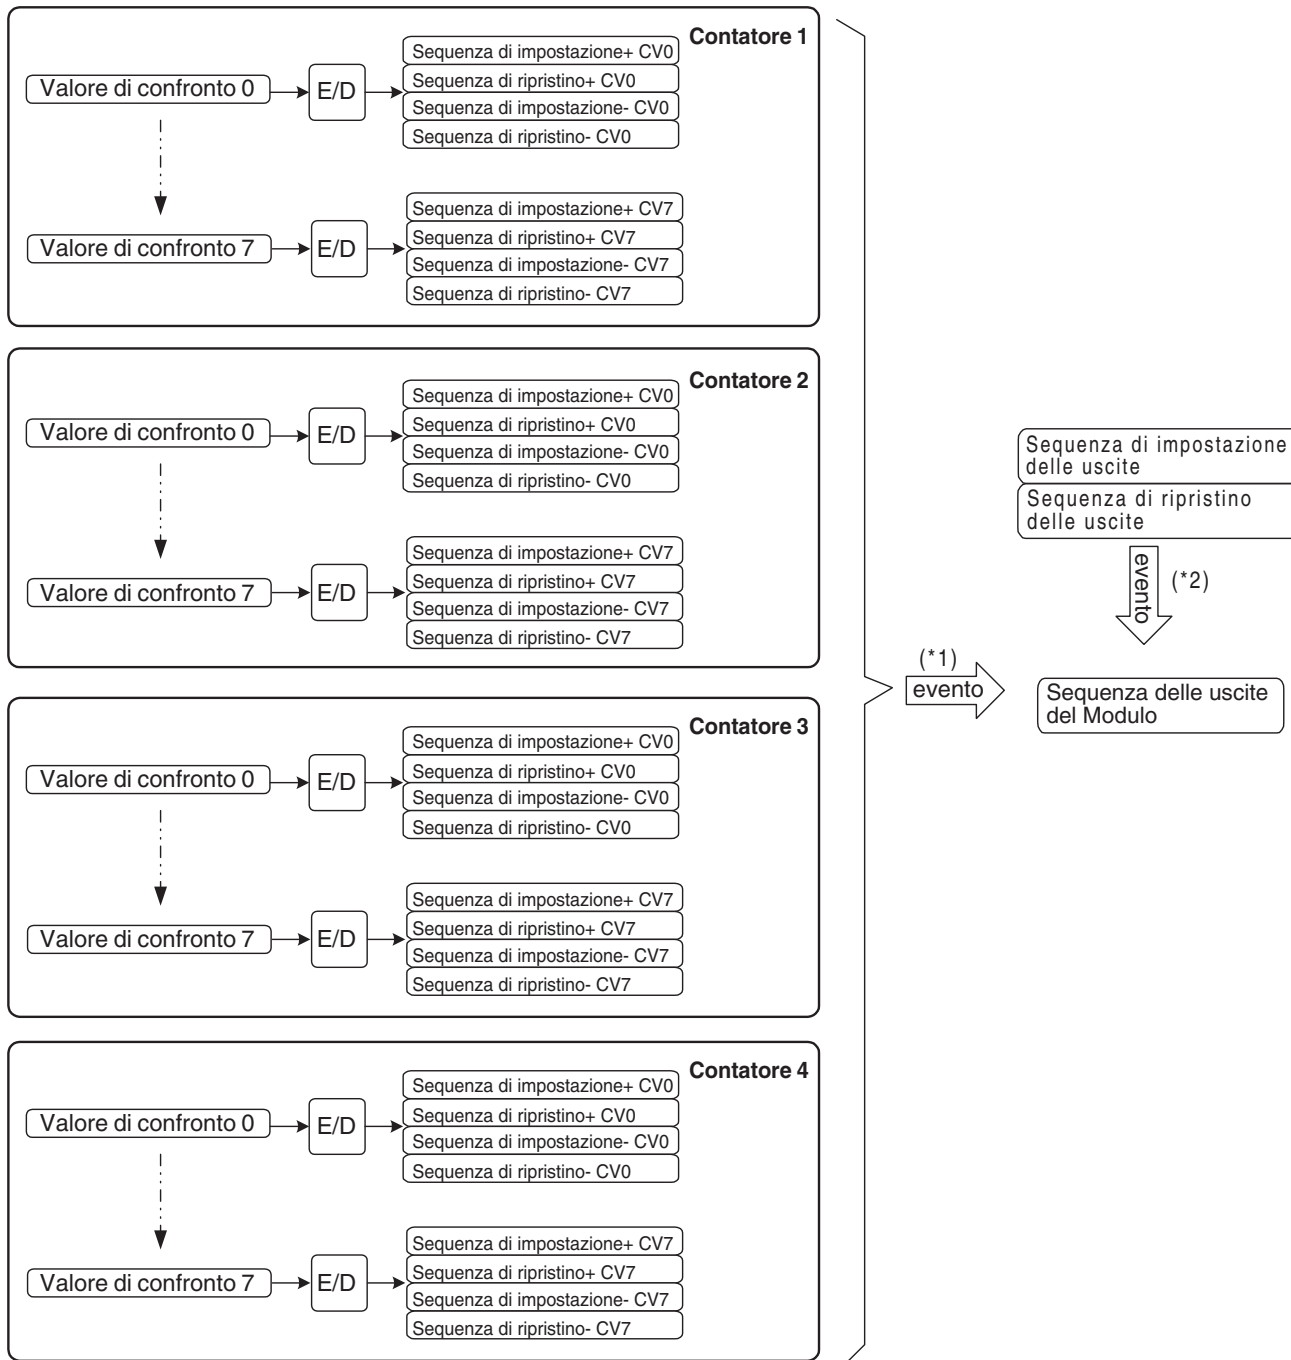 Contatore 1
Valore di confronto 0
E/D
Sequenza di impostazione+ CV0
Sequenza di ripristino+ CV0
Sequenza di impostazione- CV0
Sequenza di ripristino- CV0
Valore di confronto 7
E/D
Sequenza di impostazione+ CV7
Sequenza di ripristino+ CV7
Sequenza di impostazione- CV7
Sequenza di ripristino- CV7
Contatore 2
Valore di confronto 0
E/D
Sequenza di impostazione+ CV0
Sequenza di ripristino+ CV0
Sequenza di impostazione- CV0
Sequenza di ripristino- CV0
Valore di confronto 7
E/D
Sequenza di impostazione+ CV7
Sequenza di ripristino+ CV7
Sequenza di impostazione- CV7
Sequenza di ripristino- CV7
Contatore 3
Valore di confronto 0
E/D
Sequenza di impostazione+ CV0
Sequenza di ripristino+ CV0
Sequenza di impostazione- CV0
Sequenza di ripristino- CV0
Valore di confronto 7
E/D
Sequenza di impostazione+ CV7
Sequenza di ripristino+ CV7
Sequenza di impostazione- CV7
Sequenza di ripristino- CV7
Contatore 4
Valore di confronto 0
E/D
Sequenza di impostazione+ CV0
Sequenza di ripristino+ CV0
Sequenza di impostazione- CV0
Sequenza di ripristino- CV0
Valore di confronto 7
E/D
Sequenza di impostazione+ CV7
Sequenza di ripristino+ CV7
Sequenza di impostazione- CV7
Sequenza di ripristino- CV7
(*1)
evento
Sequenza di impostazione
delle uscite
Sequenza di ripristino
delle uscite
evento
(*2)
Sequenza delle uscite
del Modulo